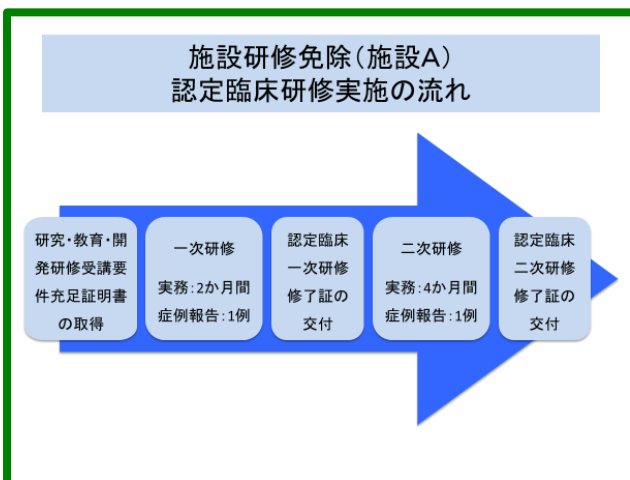 施設研修免除(施設A)
認定臨床研修実施の流れ
研究・教育・開
発研修受講要
件充足証明書
の取得
一次研修
実務:2か月間
症例報告:1例
認定臨床
一次研修
修了証の
交付
二次研修
実務:4か月間
症例報告:1例
認定臨床
二次研修
修了証の
交付